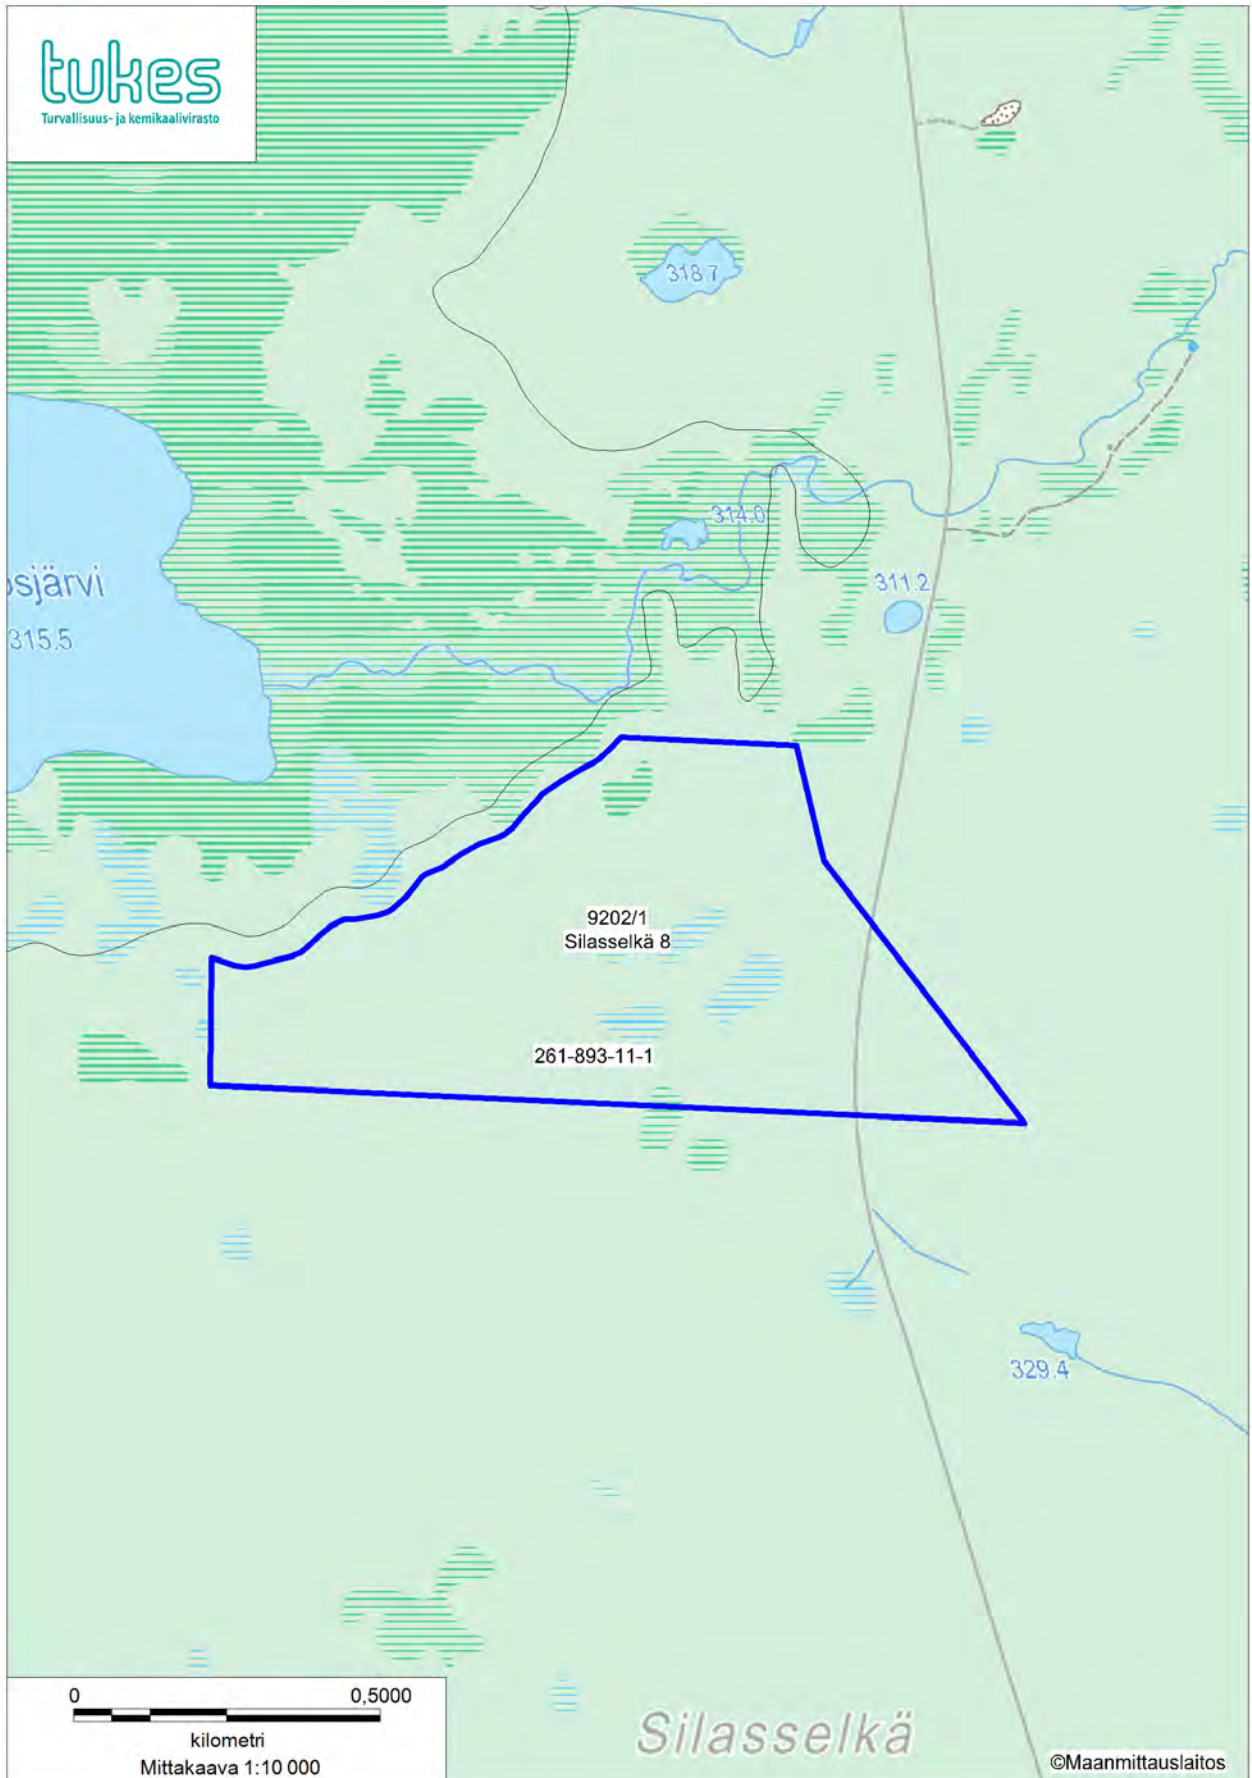 tukes
Turvallisuus- ja kemikaalivirasto
318.7
314.0
311.2
osjärvi
315.5
9202/1
Silasselkä 8
261-893-11-1
329.4
0 0,5000
kilometri
Mittakaava 1:10 000
Silasselkä
©Maanmittauslaitos